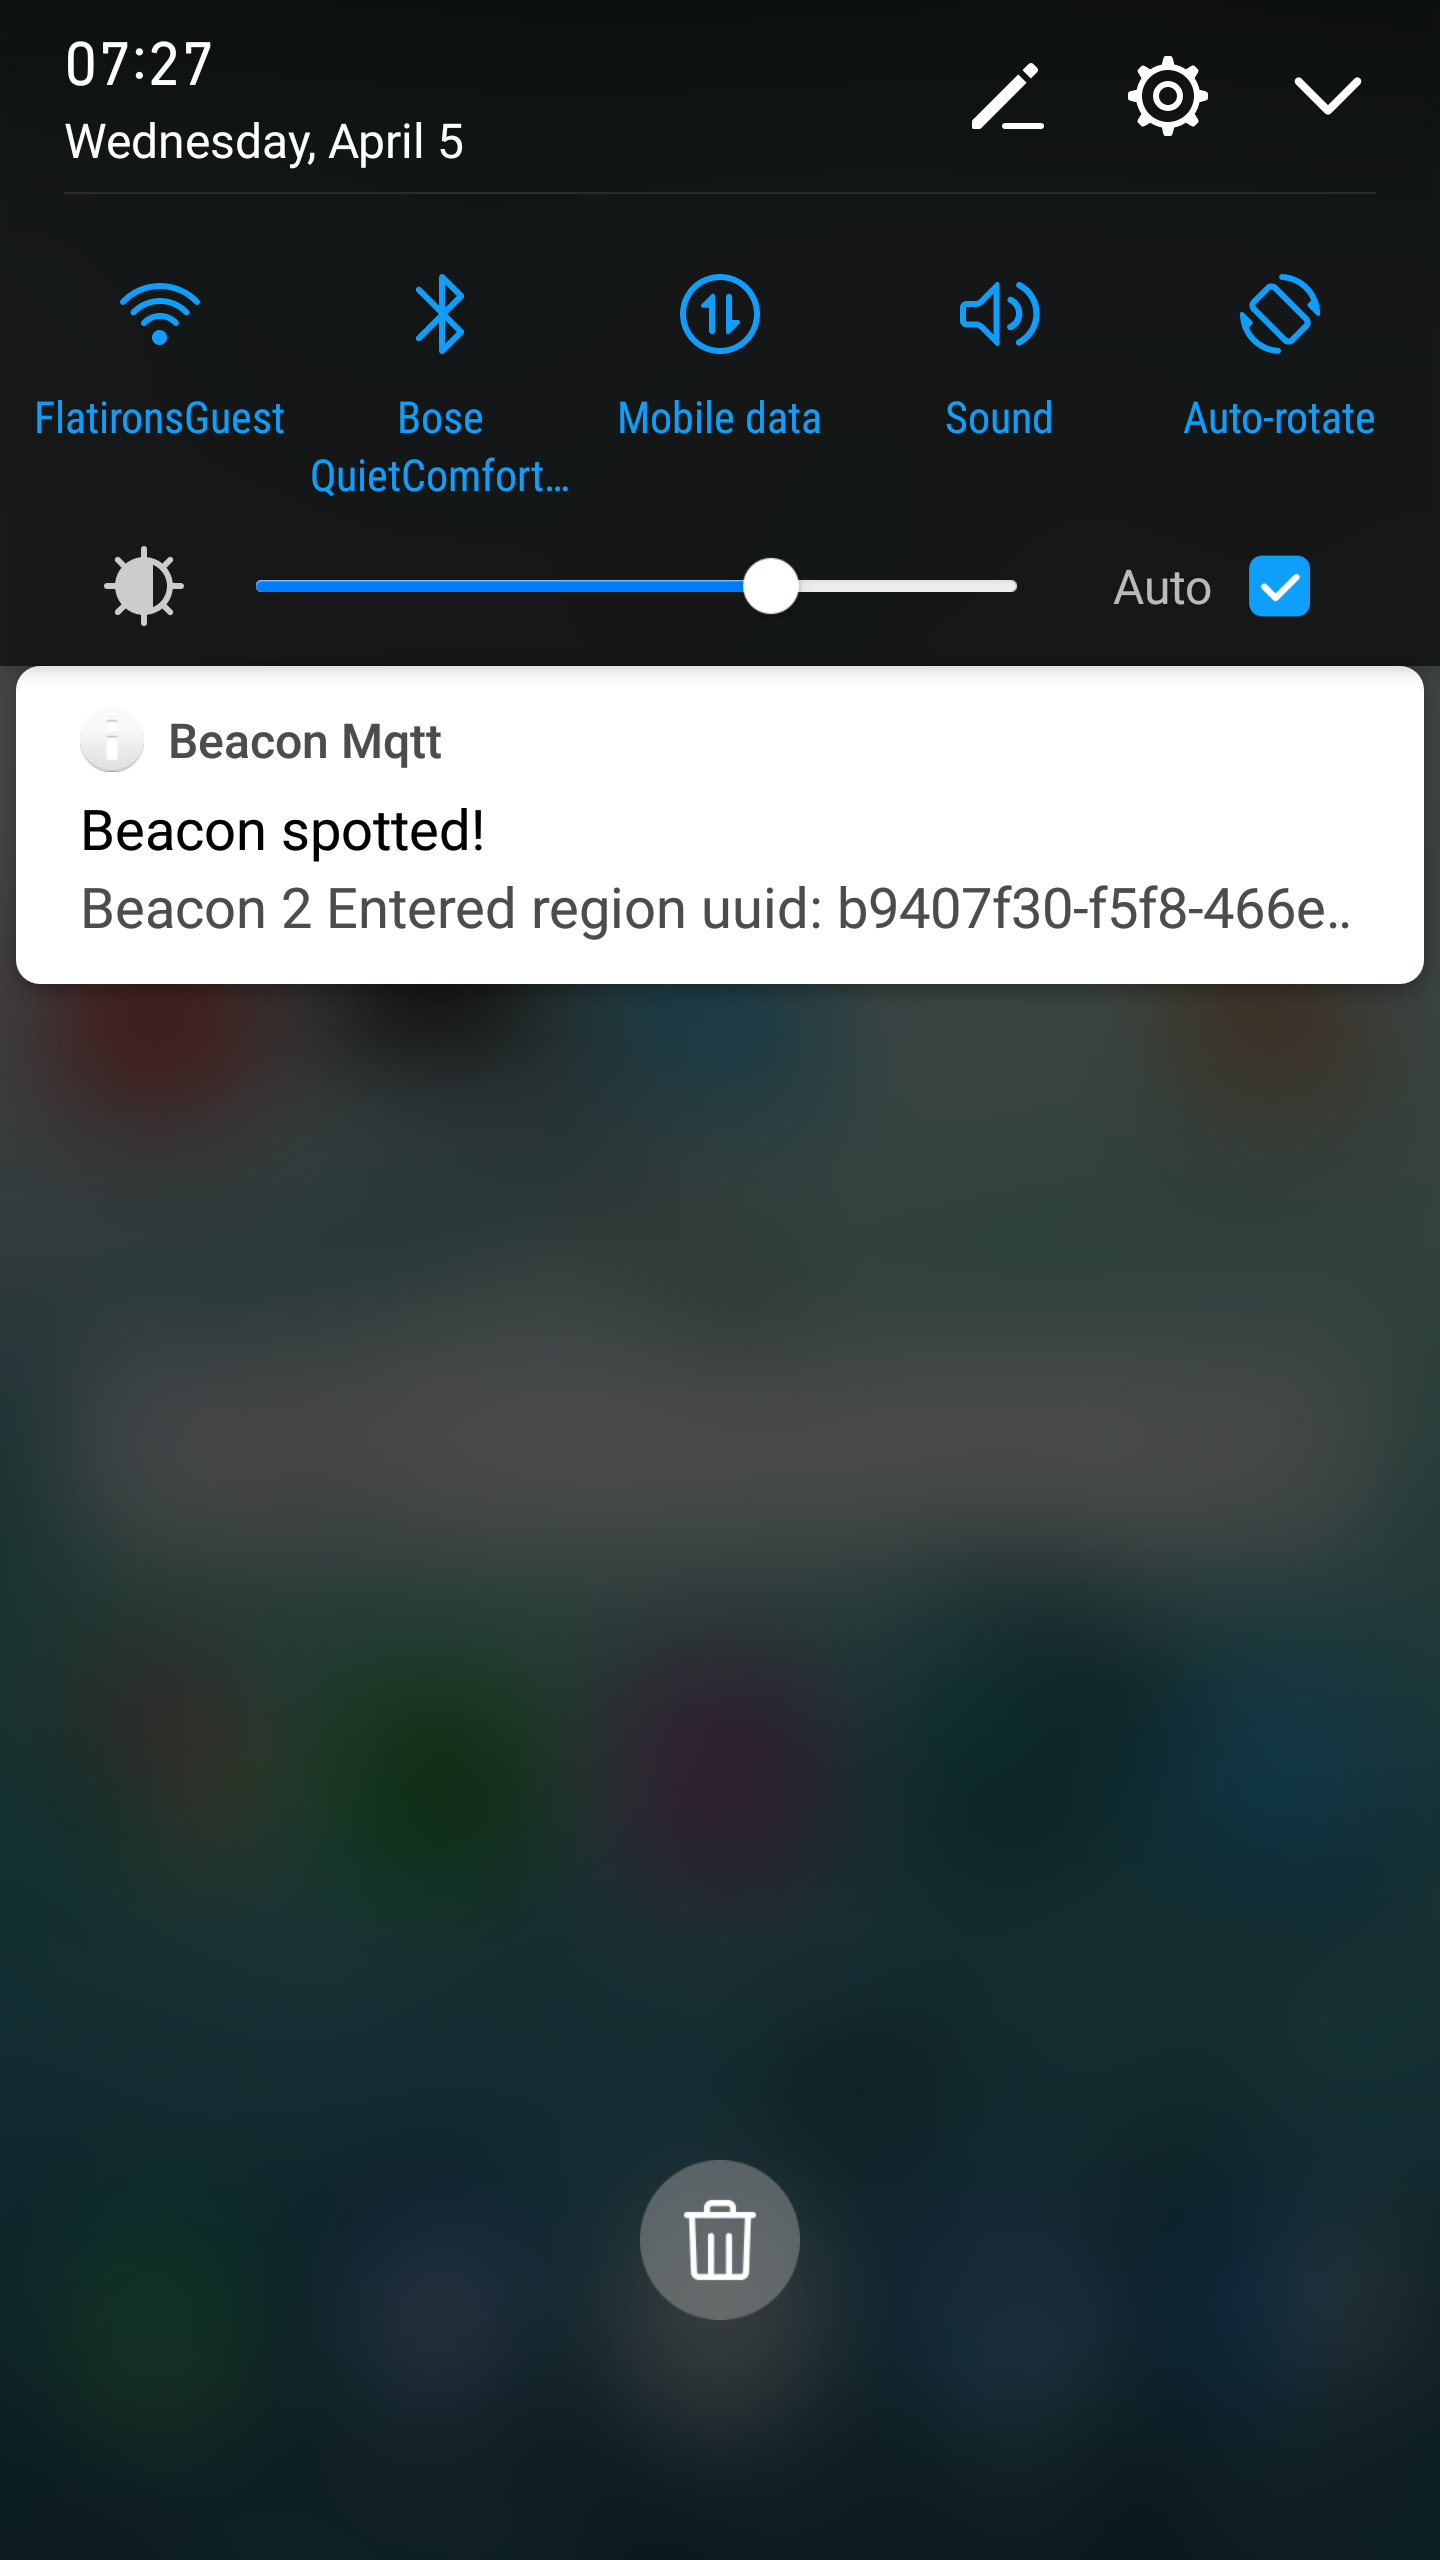 07:27
Wednesday, April 5
FlatironsGuest
Bose
QuietComfort...
Mobile data
Sound
Auto-rotate
Auto
Beacon Mqtt
Beacon spotted!
Beacon 2 Entered region uuid: b9407f30-f5f8-466e..